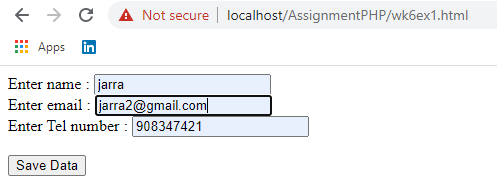 Not secure | localhost/AssignmentPHP/wk6ex1.html
Apps in
Enter name : jarra
Enter email : jarra2@gmail.com
Enter Tel number : 908347421
Save Data